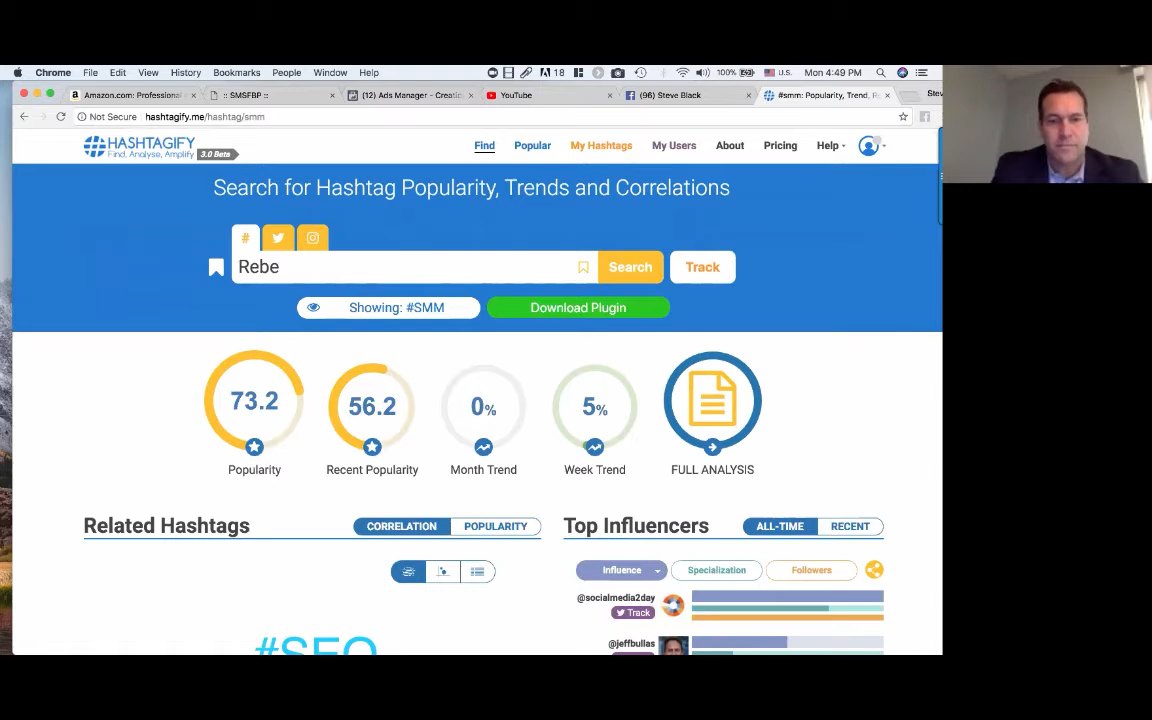 Chrome File Edit View History Bookmarks People Window Help 18 100% U.S. Mon 4:49 PM
Amazon.com: Professional
:: SMSFBP ::
(12) Ads Manager - Creatio
YouTube
(96) Steve Black
#smm: Popularity, Trend, R
Stev
Not Secure hashtagify.me/hashtag/smm
HASHTAGIFY
Find, Analyse, Amplify
3.0 Beta
Find Popular My Hashtags My Users About Pricing Help
Search for Hashtag Popularity, Trends and Correlations
#
Rebe Search Track
Showing: #SMM Download Plugin
73.2 56.2 0% 5%
Popularity Recent Popularity Month Trend Week Trend FULL ANALYSIS
Related Hashtags CORRELATION POPULARITY
Top Influencers ALL-TIME RECENT
Influence Specialization Followers
@socialmedia2day
Track
#SEO
@jeffbullas